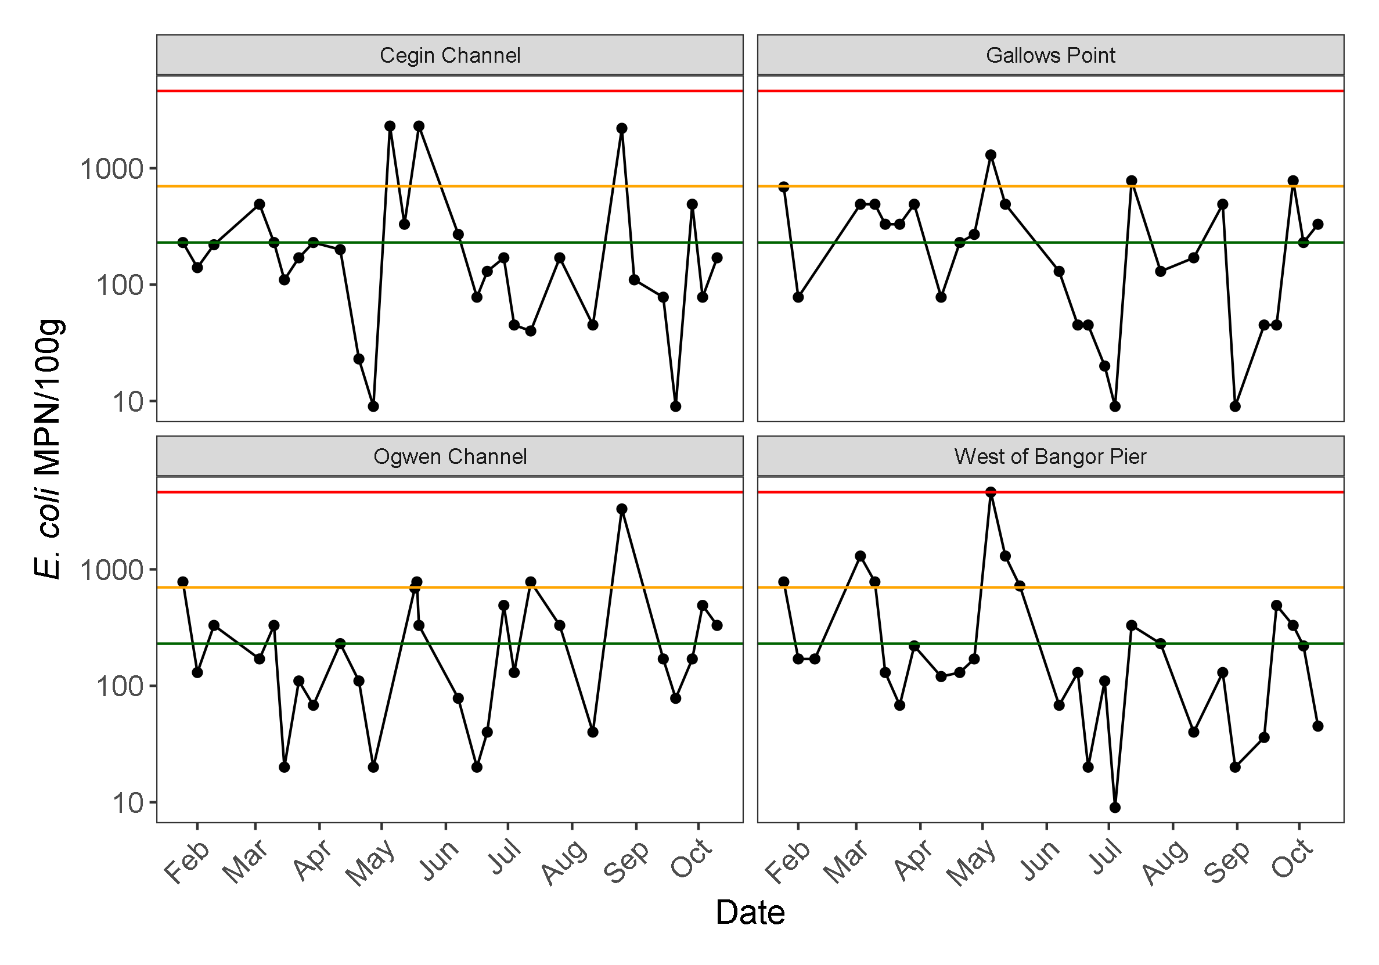 Cegin Channel
Gallows Point
1000
100
10
Ogwen Channel
West of Bangor Pier
1000
100
10
E. coli MPN/100g
Feb Mar Apr May Jun Jul Aug Sep Oct
Feb Mar Apr May Jun Jul Aug Sep Oct
Date